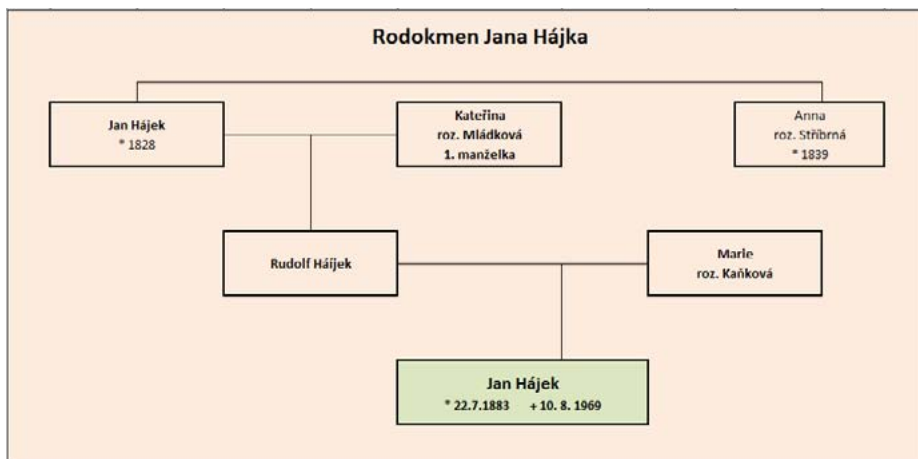 Rodokmen Jana Hájka
Jan Hájek
* 1828
Kateřina
roz. Mládková
1. manželka
Anna
roz. Stříbrná
* 1839
Rudolf Háíjek
Marie
roz. Kaňková
Jan Hájek
* 22.7.1883 + 10. 8. 1969